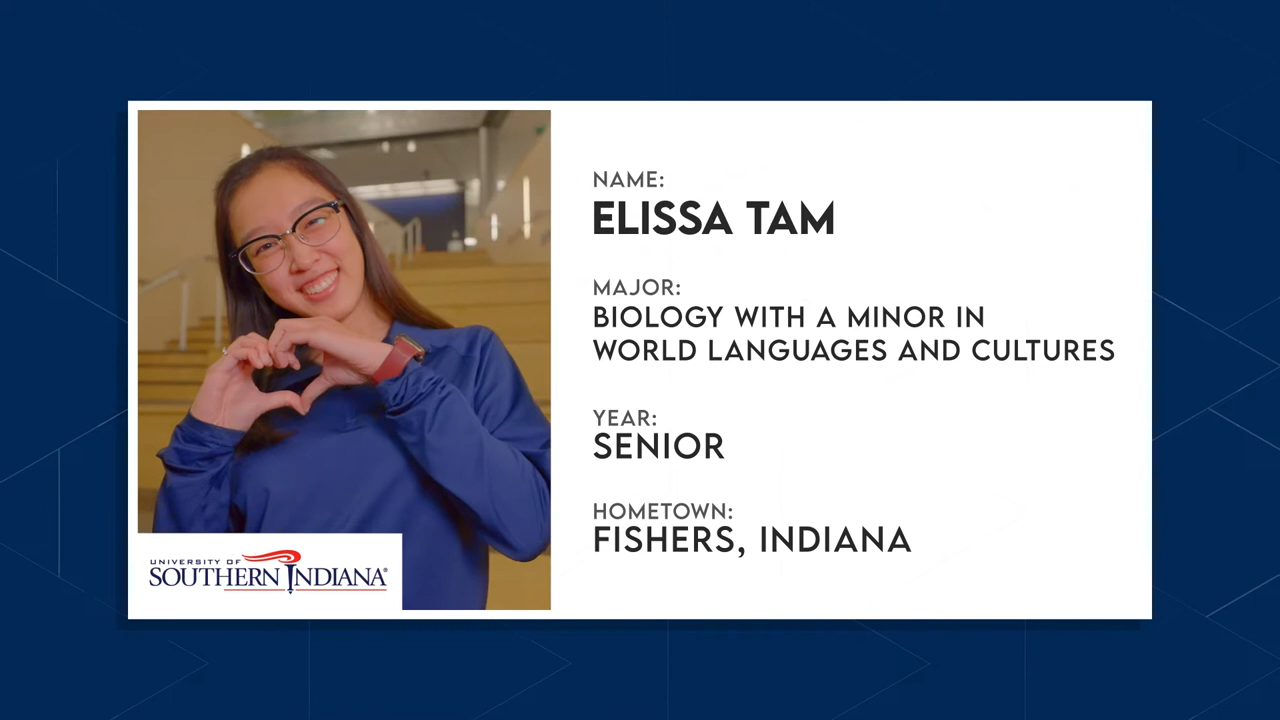 NAME:
ELISSA TAM
MAJOR:
BIOLOGY WITH A MINOR IN
WORLD LANGUAGES AND CULTURES
YEAR:
SENIOR
HOMETOWN:
FISHERS, INDIANA
UNIVERSITY OF
SOUTHERN INDIANA®